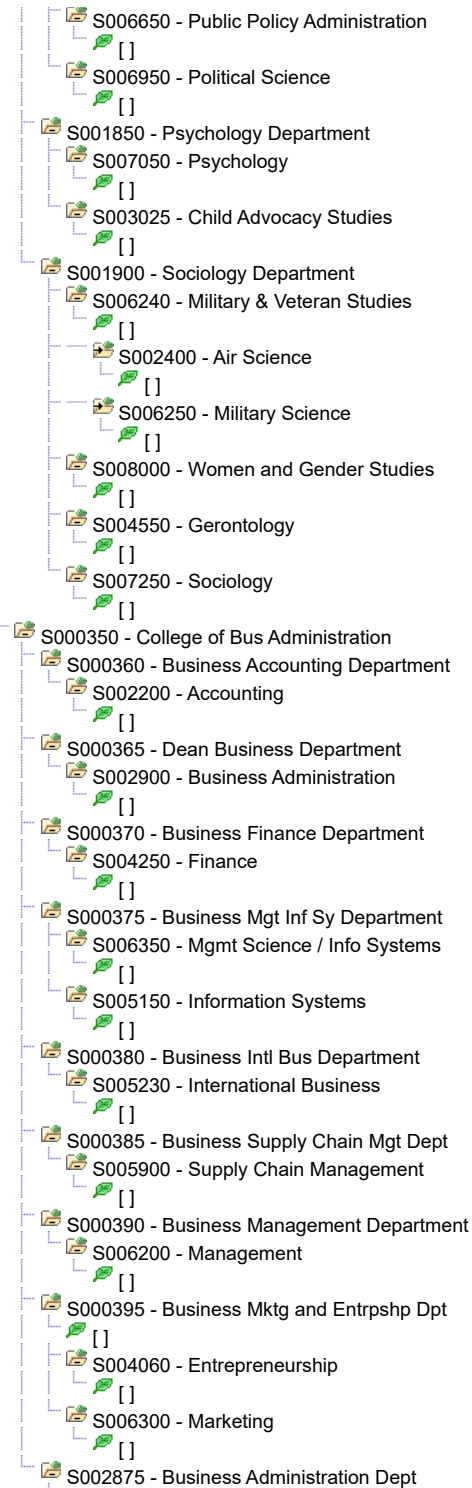 S006650 - Public Policy Administration
[ ]
S006950 - Political Science
[ ]
S001850 - Psychology Department
S007050 - Psychology
[ ]
S003025 - Child Advocacy Studies
[ ]
S001900 - Sociology Department
S006240 - Military & Veteran Studies
[ ]
S002400 - Air Science
[ ]
S006250 - Military Science
[ ]
S008000 - Women and Gender Studies
[ ]
S004550 - Gerontology
[ ]
S007250 - Sociology
[ ]
S000350 - College of Bus Administration
S000360 - Business Accounting Department
S002200 - Accounting
[ ]
S000365 - Dean Business Department
S002900 - Business Administration
[ ]
S000370 - Business Finance Department
S004250 - Finance
[ ]
S000375 - Business Mgt Inf Sy Department
S006350 - Mgmt Science / Info Systems
[ ]
S005150 - Information Systems
[ ]
S000380 - Business Intl Bus Department
S005230 - International Business
[ ]
S000385 - Business Supply Chain Mgt Dept
S005900 - Supply Chain Management
[ ]
S000390 - Business Management Department
S006200 - Management
[ ]
S000395 - Business Mktg and Entrpshp Dpt
[ ]
S004060 - Entrepreneurship
[ ]
S006300 - Marketing
[ ]
S002875 - Business Administration Dept